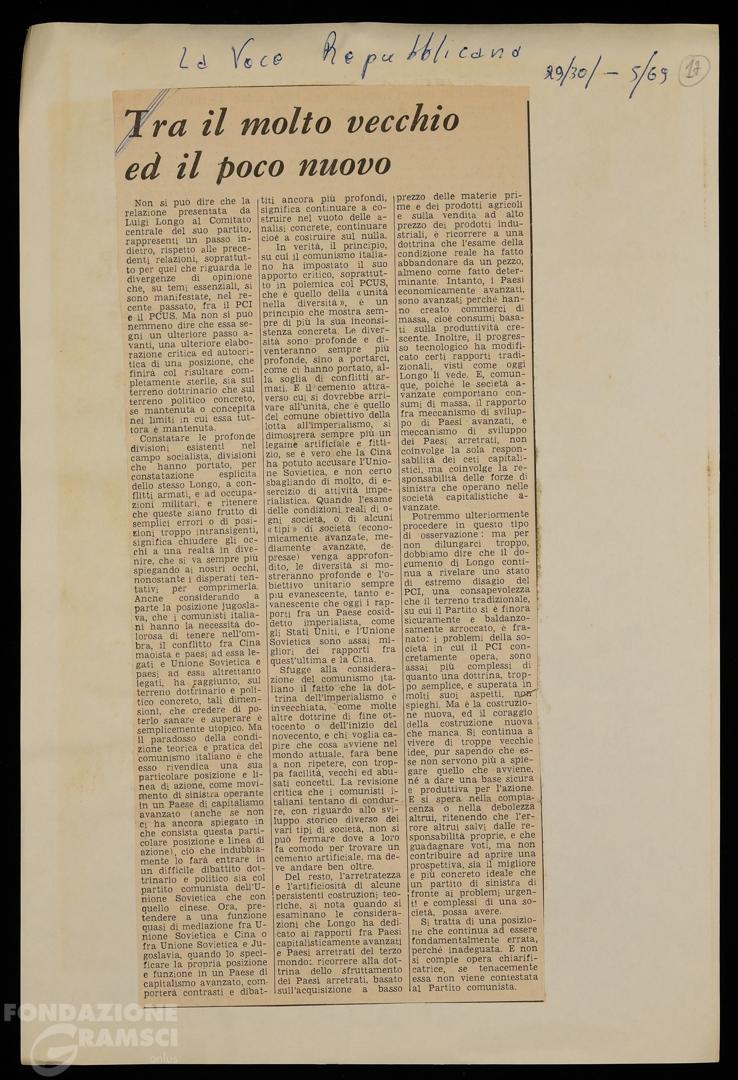 La Voce Repubblicana
29/30/ - 5/69
17
Tra il molto vecchio
ed il poco nuovo
Non si può dire che la
relazione presentata da
Luigi Longo al Comitato
centrale del suo partito,
rappresenti un passo in-
dietro, rispetto alle prece-
denti relazioni, soprattut-
to per quel che riguarda le
divergenze di opinione
che, su temi essenziali, si
sono manifestate, nel re-
cente passato, fra il PCI
e il PCUS. Ma non si può
nemmeno dire che essa se-
gni un ulteriore passo a-
vanti, una ulteriore elabo-
razione critica ed autocri-
tica di una posizione, che
finirà col risultare com-
pletamente sterile, sia sul
terreno dottrinario che sul
terreno politico concreto,
se mantenuta o concepita
nei limiti in cui essa tut-
tora è mantenuta.
Constatare le profonde
divisioni esistenti nel
campo socialista, divisioni
che hanno portato, per
constatazione esplicita
dello stesso Longo, a con-
flitti armati, e ad occupa-
zioni militari, e ritenere
che queste siano frutto di
semplici errori o di posi-
zioni troppo intransigenti,
significa chiudere gli oc-
chi a una realtà in dive-
nire, che si va sempre più
spiegando ai nostri occhi,
nonostante i disperati ten-
tativi per comprimerla.
Anche considerando a
parte la posizione jugosla-
va, che i comunisti italia-
ni hanno la necessità do-
lorosa di tenere nell'om-
bra, il conflitto fra Cina
maoista e paesi ad essa le-
gati e Unione Sovietica e
paesi ad essa altrettanto
legati, ha raggiunto, sul
terreno dottrinario e poli-
tico concreto, tali dimen-
sioni, che credere di po-
terlo sanare e superare è
semplicemente utopico. Ma
il paradosso della condi-
zione teorica e pratica del
comunismo italiano è che
esso rivendica una sua
particolare posizione e li-
nea di azione, come movi-
mento di sinistra operante
in un Paese di capitalismo
avanzato (anche se non
ci ha ancora spiegato in
che consista questa parti-
colare posizione e linea di
azione), ciò che indubbia-
mente lo farà entrare in
un difficile dibattito dot-
trinario e politico sia col
partito comunista dell'U-
nione Sovietica che con
quello cinese. Ora, pre-
tendere a una funzione
quasi di mediazione fra U-
nione Sovietica e Cina o
fra Unione Sovietica e Ju-
goslavia, quando lo speci-
ficare la propria posizione
e funzione in un Paese di
capitalismo avanzato, com-
porterà contrasti e dibat-
titi ancora più profondi,
significa continuare a co-
struire nel vuoto delle a-
nalisi concrete, continuare
cioè a costruire sul nulla.
In verità, il principio,
su cui il comunismo italia-
no ha impostato il suo
apporto critico, soprattut-
to in polemica col PCUS,
che è quello della «unità
nella diversità», è un
principio che mostra sem-
pre di più la sua inconsi-
stenza concreta. Le diver-
sità sono profonde e di-
venteranno sempre più
profonde, sino a portarci,
come ci hanno portato, al-
la soglia di conflitti ar-
mati. E il cemento attra-
verso cui si dovrebbe arri-
vare all'unità, che è quello
del comune obiettivo della
lotta all'imperialismo, si
dimostrerà sempre più un
legame artificiale e fitti-
zio, se è vero che la Cina
ha potuto accusare l'Unio-
ne Sovietica, e non certo
sbagliando di molto, di e-
sercizio di attività impe-
rialistica. Quando l'esame
delle condizioni reali di o-
gni società, o di alcuni
«tipi» di società (econo-
micamente avanzate, me-
diamente avanzate, de-
presse) venga approfon-
dito, le diversità si mo-
streranno profonde e l'o-
biettivo unitario sempre
più evanescente, tanto e-
vanescente che oggi i rap-
porti fra un Paese cosid-
detto imperialista, come
gli Stati Uniti, e l'Unione
Sovietica sono assai mi-
gliori dei rapporti fra
quest'ultima e la Cina.
Sfugge alla considera-
zione del comunismo ita-
liano il fatto che la dot-
trina dell'imperialismo è
invecchiata, come molte
altre dottrine di fine ot-
tocento o dell'inizio del
novecento, e chi voglia ca-
pire che cosa avviene nel
mondo attuale, farà bene
a non ripetere, con trop-
pa facilità, vecchi ed abu-
sati concetti. La revisione
critica che i comunisti i-
taliani tentano di condur-
re, con riguardo allo svi-
luppo storico diverso dei
vari tipi di società, non si
può fermare dove a loro
fa comodo per trovare un
cemento artificiale, ma de-
ve andare ben oltre.
Del resto, l'arretratezza
e l'artificiosità di alcune
persistenti costruzioni teo-
riche, si nota quando si
esaminano le considera-
zioni che Longo ha dedi-
cato ai rapporti fra Paesi
capitalisticamente avanzati
e Paesi arretrati del terzo
mondo: ricorrere alla dot-
trina dello sfruttamento
dei Paesi arretrati, basato
sull'acquisizione a basso
prezzo delle materie pri-
me e dei prodotti agricoli
e sulla vendita ad alto
prezzo dei prodotti indu-
striali, è ricorrere a una
dottrina che l'esame della
condizione reale ha fatto
abbandonare da un pezzo,
almeno come fatto deter-
minante. Intanto, i Paesi
economicamente avanzati,
sono avanzati perché han-
no creato commerci di
massa, cioè consumi basa-
ti sulla produttività cre-
scente. Inoltre, il progres-
so tecnologico ha modifi-
cato certi rapporti tradi-
zionali, visti come oggi
Longo li vede. E, comun-
que, poiché le società a-
vanzate comportano con-
sumi di massa, il rapporto
fra meccanismo di svilup-
po di Paesi avanzati, e
meccanismo di sviluppo
dei Paesi arretrati, non
coinvolge la sola respon-
sabilità dei ceti capitali-
stici, ma coinvolge la re-
sponsabilità delle forze di
sinistra che operano nelle
società capitalistiche a-
vanzate.
Potremmo ulteriormente
procedere in questo tipo
di osservazione: ma per
non dilungarci troppo,
dobbiamo dire che il do-
cumento di Longo conti-
nua a rivelare uno stato
di estremo disagio del
PCI, una consapevolezza
che il terreno tradizionale,
su cui il Partito si è finora
sicuramente e baldanzo-
samente arroccato, è fra-
nato: i problemi della so-
cietà in cui il PCI con-
cretamente opera, sono
assai più complessi di
quanto una dottrina, trop-
po semplice, e superata in
molti suoi aspetti, non
spieghi. Ma è la costruzio-
ne nuova, ed il coraggio
della costruzione nuova
che manca. Si continua a
vivere di troppe vecchie
idee, pur sapendo che es-
se non servono più a spie-
gare quello che avviene,
né a dare una base sicura
e produttiva per l'azione.
E si spera nella compia-
cenza o nella debolezza
altrui, ritenendo che l'er-
rore altrui salvi dalle re-
sponsabilità proprie, e che
guadagnare voti, ma non
contribuire ad aprire una
prospettiva, sia il migliore
e più concreto ideale che
un partito di sinistra di
fronte ai problemi urgen-
ti e complessi di una so-
cietà, possa avere.
Si tratta di una posizio-
ne che continua ad essere
fondamentalmente errata,
perché inadeguata. E non
si compie opera chiarifi-
catrice, se tenacemente
essa non viene contestata
al Partito comunista.
FONDAZIONE
GRAMSCI
onlus